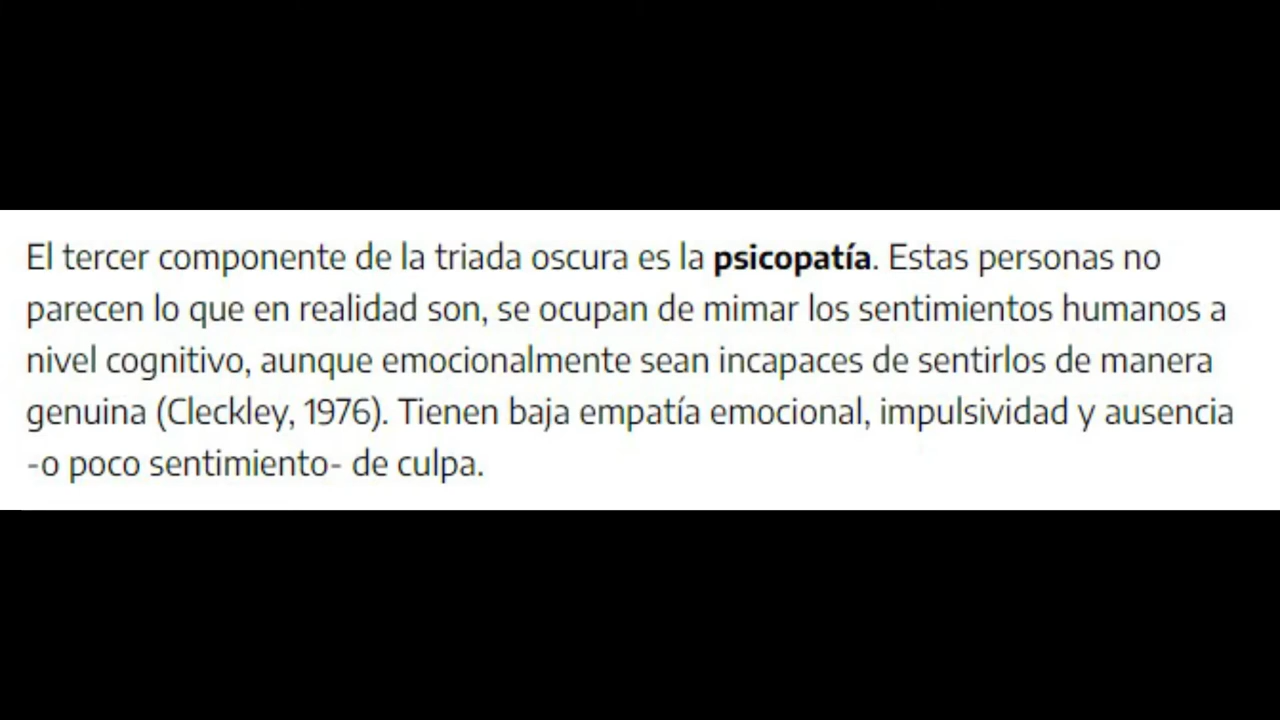 El tercer componente de la triada oscura es la psicopatía. Estas personas no
parecen lo que en realidad son, se ocupan de mimar los sentimientos humanos a
nivel cognitivo, aunque emocionalmente sean incapaces de sentirlos de manera
genuina (Cleckley, 1976). Tienen baja empatía emocional, impulsividad y ausencia
-o poco sentimiento- de culpa.